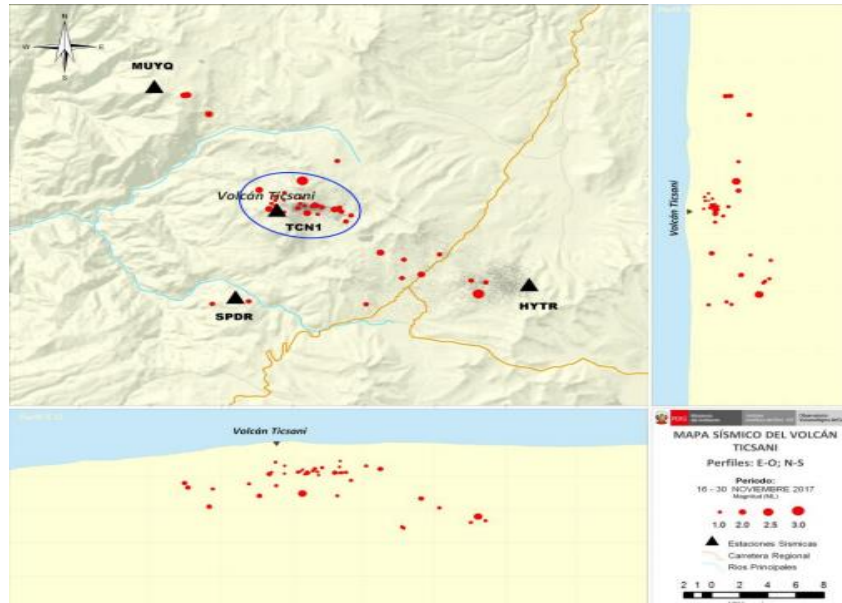 N
W
E
S
MUYQ
Volcán Ticsani
TCN1
SPDR
HYTR
Volcán Ticsani
Volcán Ticsani
PERÚ
MAPA SÍSMICO DEL VOLCÁN
TICSANI
Perfiles: E-O; N-S
Periodo:
16 - 30 NOVIEMBRE 2017
Magnitud (ML)
1.0 2.0 2.5 3.0
Estaciones Sísmicas
Carretera Regional
Rios Principales
2 1 0 2 4 6 8